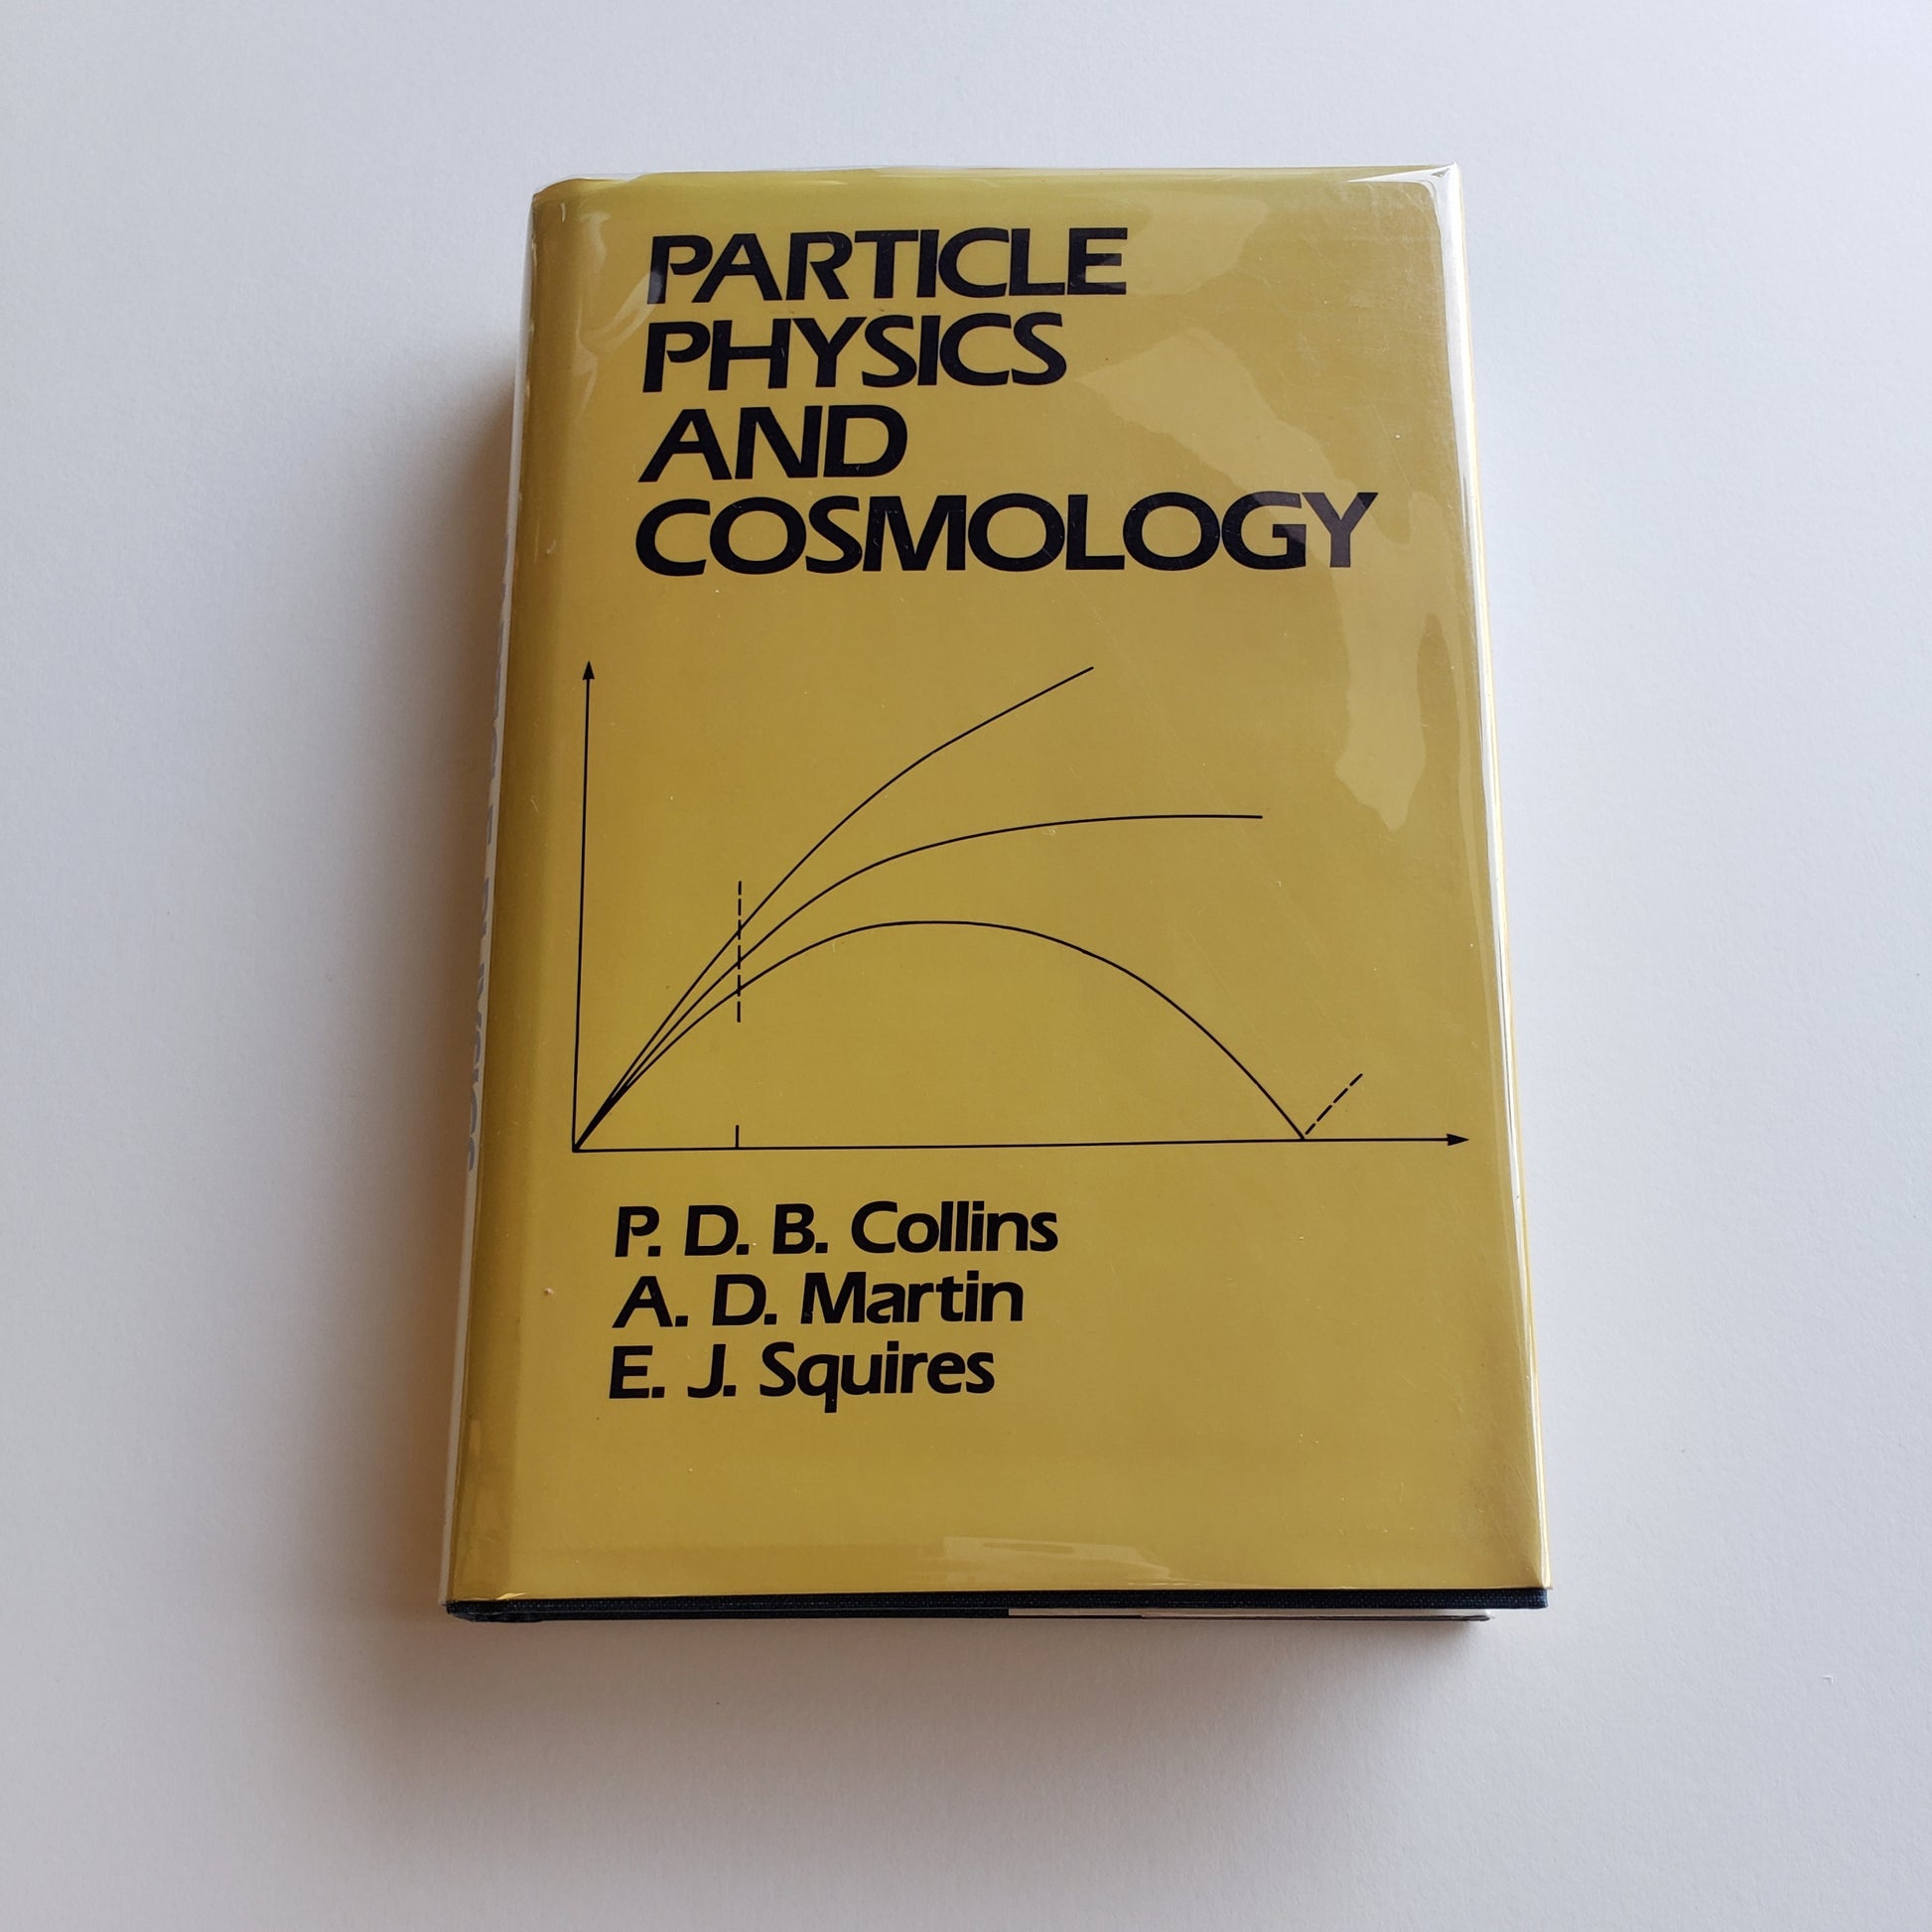 PARTICLE
PHYSICS
AND
COSMOLOGY
P. D. B. Collins
A. D. Martin
E. J. Squires